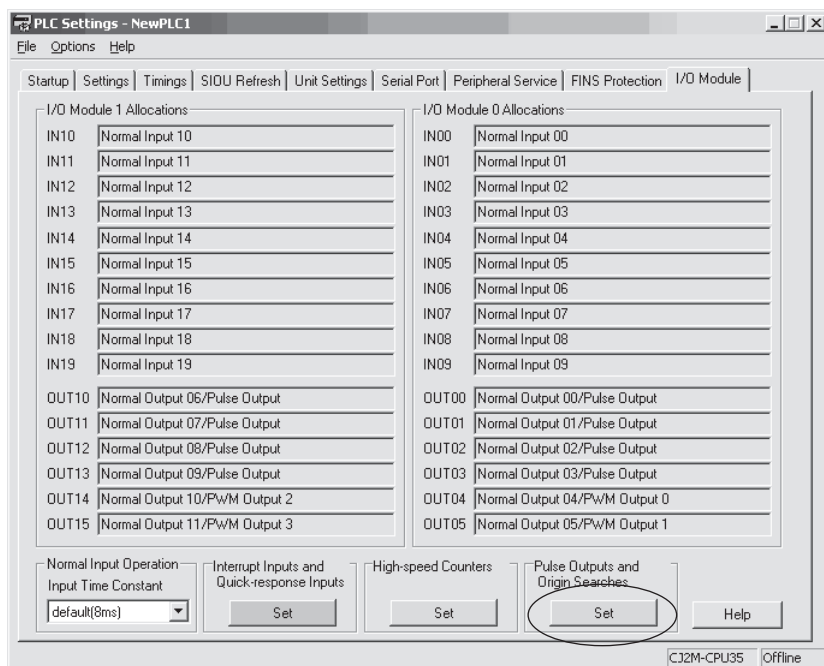 PLC Settings - NewPLC1
File Options Help
Startup Settings Timings SIOU Refresh Unit Settings Serial Port Peripheral Service FINS Protection I/O Module
I/O Module 1 Allocations
IN10 Normal Input 10
IN11 Normal Input 11
IN12 Normal Input 12
IN13 Normal Input 13
IN14 Normal Input 14
IN15 Normal Input 15
IN16 Normal Input 16
IN17 Normal Input 17
IN18 Normal Input 18
IN19 Normal Input 19
OUT10 Normal Output 06/Pulse Output
OUT11 Normal Output 07/Pulse Output
OUT12 Normal Output 08/Pulse Output
OUT13 Normal Output 09/Pulse Output
OUT14 Normal Output 10/PWM Output 2
OUT15 Normal Output 11/PWM Output 3
I/O Module 0 Allocations
IN00 Normal Input 00
IN01 Normal Input 01
IN02 Normal Input 02
IN03 Normal Input 03
IN04 Normal Input 04
IN05 Normal Input 05
IN06 Normal Input 06
IN07 Normal Input 07
IN08 Normal Input 08
IN09 Normal Input 09
OUT00 Normal Output 00/Pulse Output
OUT01 Normal Output 01/Pulse Output
OUT02 Normal Output 02/Pulse Output
OUT03 Normal Output 03/Pulse Output
OUT04 Normal Output 04/PWM Output 0
OUT05 Normal Output 05/PWM Output 1
Normal Input Operation
Input Time Constant
default(8ms)
Interrupt Inputs and
Quick-response Inputs
Set
High-speed Counters
Set
Pulse Outputs and
Origin Searches
Set
Help
CJ2M-CPU35 Offline